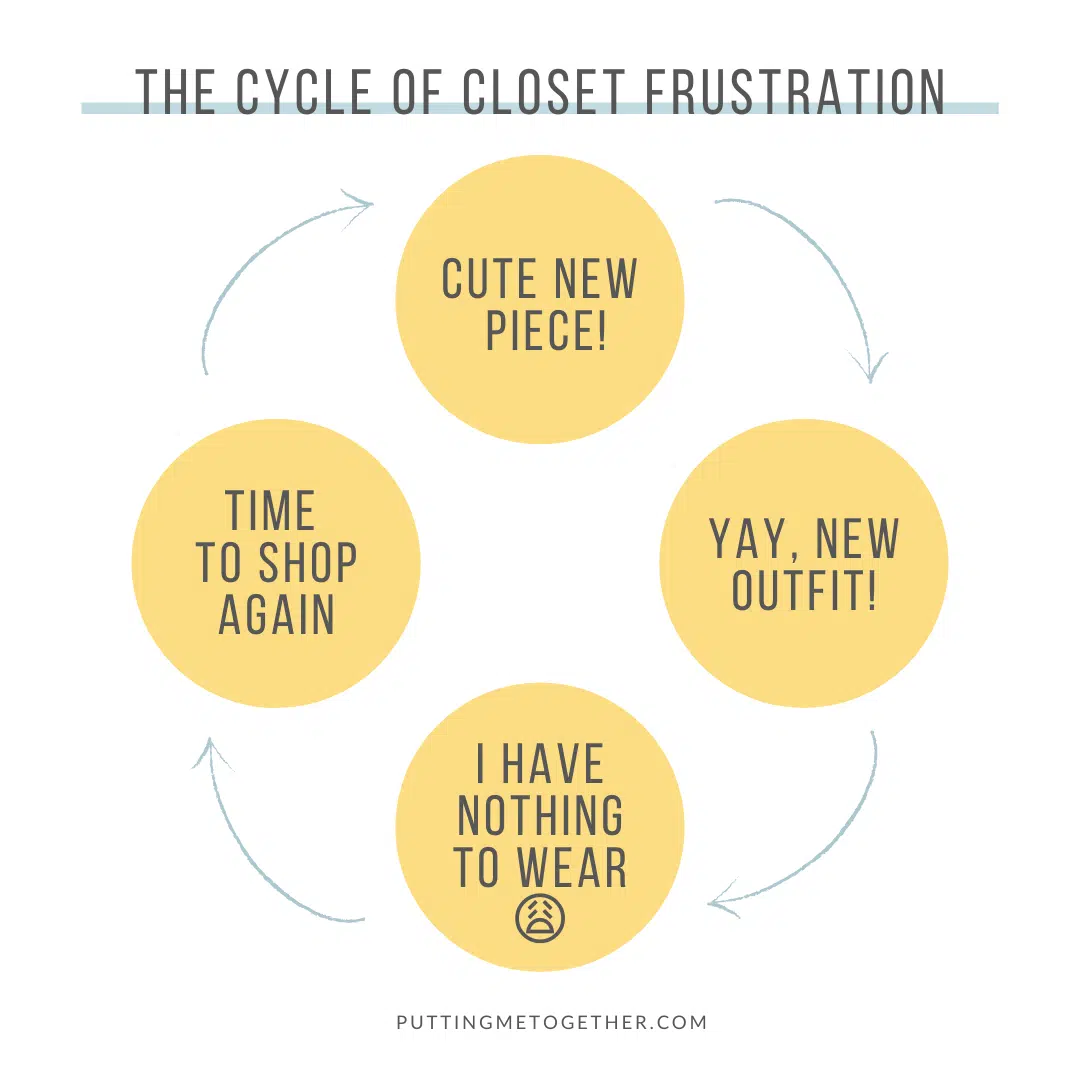 THE CYCLE OF CLOSET FRUSTRATION
CUTE NEW
PIECE!
YAY, NEW
OUTFIT!
I HAVE
NOTHING
TO WEAR
😩
TIME
TO SHOP
AGAIN
PUTTINGMETOGETHER.COM